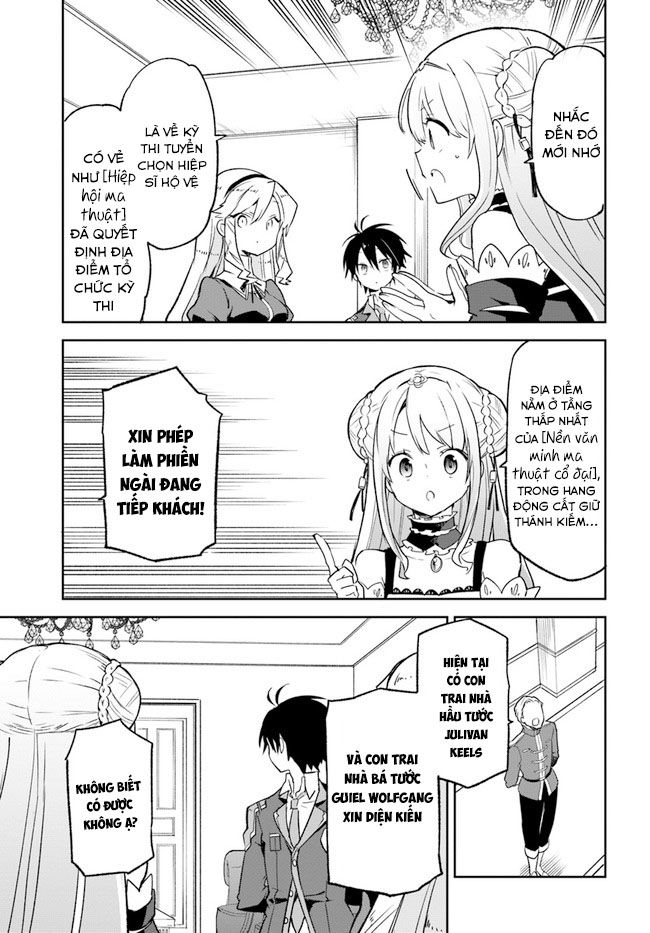 NHẮC
ĐẾN ĐÓ
MỚI NHỚ
LÀ VỀ KỲ
THI TUYỂN
CHỌN HIỆP
SĨ HỘ VỆ
CÓ VẺ
NHƯ [Hiệp
hội ma
thuật]
ĐÃ QUYẾT
ĐỊNH ĐỊA
ĐIỂM TỔ
CHỨC KỲ
THI
ĐỊA ĐIỂM
NẰM Ở TẦNG
THẤP NHẤT
CỦA [Nền văn
minh ma
thuật cổ đại],
TRONG HANG
ĐỘNG CẤT GIỮ
THÁNH KIẾM...
XIN PHÉP
LÀM PHIỀN
NGÀI ĐANG
TIẾP KHÁCH!
HIỆN TẠI
CÓ CON
TRAI NHÀ
HẦU TƯỚC
JULIVAN
KEELS
VÀ CON TRAI
NHÀ BÁ TƯỚC
GUIEL WOLFGANG
XIN DIỆN KIẾN
KHÔNG BIẾT
CÓ ĐƯỢC
KHÔNG Ạ?